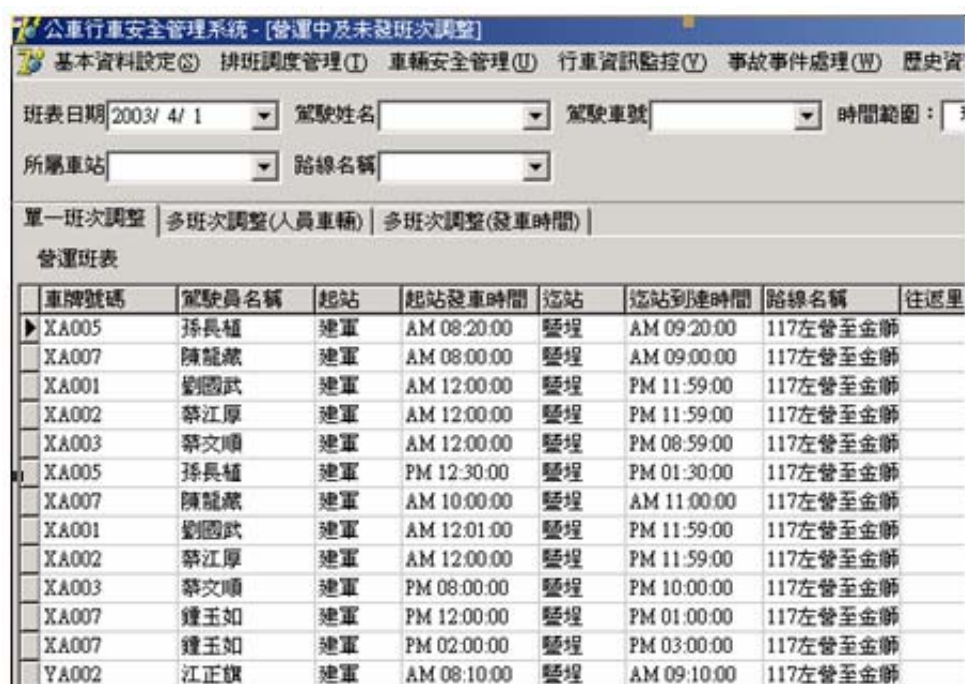 公車行車安全管理系統 - [營運中及未發班次調整]
基本資料設定(S) 排班調度管理(T) 車輛安全管理(U) 行車資訊監控(V) 事故事件處理(W) 歷史資
班表日期 2003/ 4/ 1 駕駛姓名 駕駛車號 時間範圍：
所屬車站 路線名稱
單一班次調整 多班次調整(人員車輛) 多班次調整(發車時間)
營運班表
車牌號碼 駕駛員名稱 起站 起站發車時間 迄站 迄站到達時間 路線名稱 往返里
XA005 孫長植 建軍 AM 08:20:00 鹽埕 AM 09:20:00 117左營至金獅
XA007 陳龍歲 建軍 AM 08:00:00 鹽埕 AM 09:00:00 117左營至金獅
XA001 劉國武 建軍 AM 12:00:00 鹽埕 PM 11:59:00 117左營至金獅
XA002 蔡江厚 建軍 AM 12:00:00 鹽埕 PM 11:59:00 117左營至金獅
XA003 蔡文順 建軍 AM 12:00:00 鹽埕 PM 08:59:00 117左營至金獅
XA005 孫長植 建軍 PM 12:30:00 鹽埕 PM 01:30:00 117左營至金獅
XA007 陳龍歲 建軍 AM 10:00:00 鹽埕 AM 11:00:00 117左營至金獅
XA001 劉國武 建軍 AM 12:01:00 鹽埕 PM 11:59:00 117左營至金獅
XA002 蔡江厚 建軍 AM 12:00:00 鹽埕 PM 11:59:00 117左營至金獅
XA003 蔡文順 建軍 PM 08:00:00 鹽埕 PM 10:00:00 117左營至金獅
XA007 鐘玉如 建軍 PM 12:00:00 鹽埕 PM 01:00:00 117左營至金獅
XA007 鐘玉如 建軍 PM 02:00:00 鹽埕 PM 03:00:00 117左營至金獅
YA002 江正旗 建軍 AM 08:10:00 鹽埕 AM 09:10:00 117左營至金獅